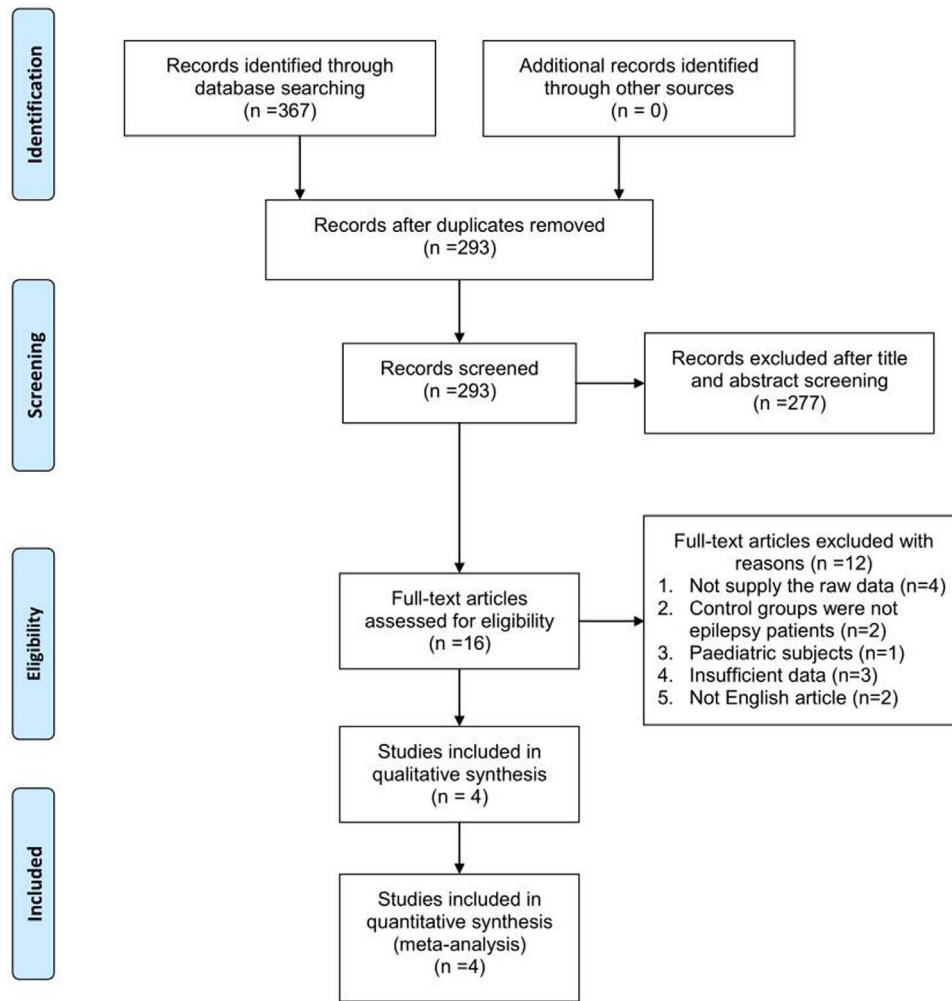 Identification
Records identified through
database searching
(n =367)
Additional records identified
through other sources
(n = 0)
Records after duplicates removed
(n =293)
Screening
Records screened
(n =293)
Records excluded after title
and abstract screening
(n =277)
Eligibility
Full-text articles
assessed for eligibility
(n =16)
Full-text articles excluded with
reasons (n =12)
1. Not supply the raw data (n=4)
2. Control groups were not
epilepsy patients (n=2)
3. Paediatric subjects (n=1)
4. Insufficient data (n=3)
5. Not English article (n=2)
Studies included in
qualitative synthesis
(n = 4)
Included
Studies included in
quantitative synthesis
(meta-analysis)
(n =4)